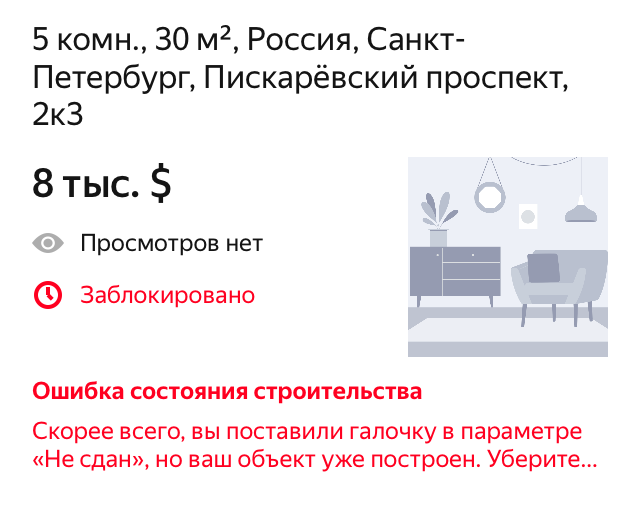 5 комн., 30 м², Россия, Санкт-
Петербург, Пискарёвский проспект,
2к3
8 тыс. $
Просмотров нет
Заблокировано
Ошибка состояния строительства
Скорее всего, вы поставили галочку в параметре
«Не сдан», но ваш объект уже построен. Уберите...